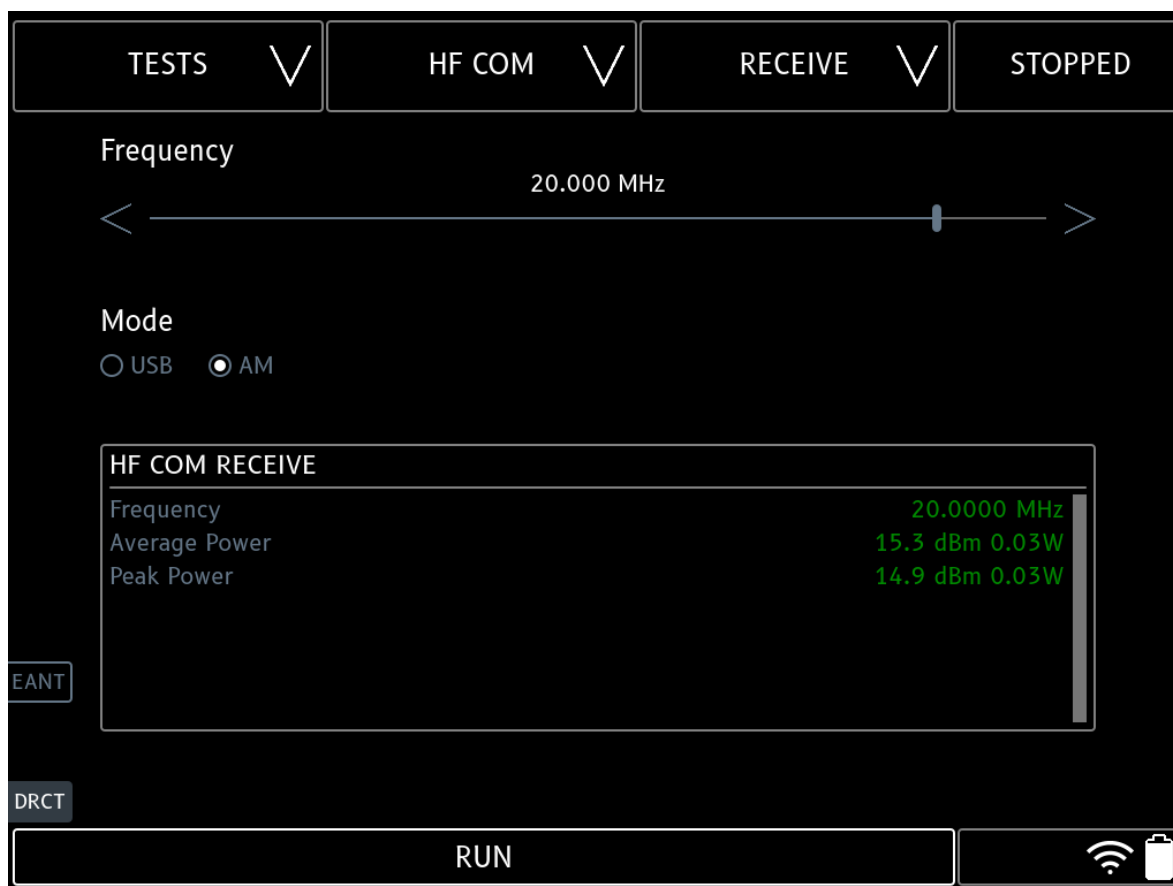 TESTS
HF COM
RECEIVE
STOPPED
Frequency
20.000 MHz
Mode
USB
AM
HF COM RECEIVE
Frequency 20.0000 MHz
Average Power 15.3 dBm 0.03W
Peak Power 14.9 dBm 0.03W
EANT
DRCT
RUN